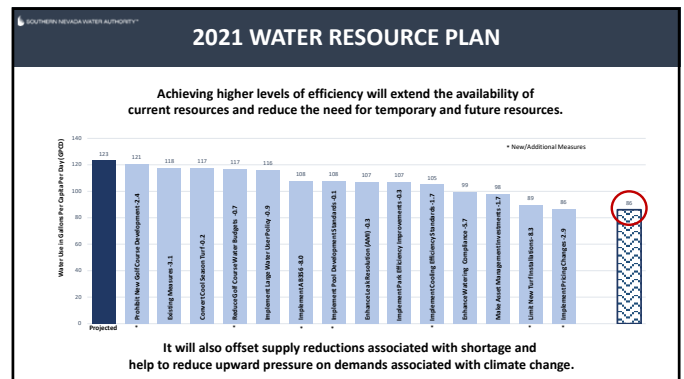 SOUTHERN NEVADA WATER AUTHORITY
2021 WATER RESOURCE PLAN
Achieving higher levels of efficiency will extend the availability of
current resources and reduce the need for temporary and future resources.
Water Use in Gallons Per Capita Per Day (GPCD)
140
120
100
80
60
40
20
0
* New/Additional Measures
123
121
118
117
117
116
108
108
107
107
105
99
98
89
86
86
Prohibit New Golf Course Development -2.4
Existing Measures -3.1
Convert Cool Season Turf -0.2
Reduce Golf Course Water Budgets -0.7
Implement Large Water User Policy -0.9
Implement AB356 -8.0
Implement Pool Development Standards -0.1
Enhance Leak Resolution (AMI) -0.3
Implement Park Efficiency Improvements -0.3
Implement Cooling Efficiency Standards -1.7
Enhance Watering Compliance -5.7
Make Asset Management Investments -1.7
Limit New Turf Installations -8.3
Implement Pricing Changes -2.9
Projected
* * * * * * *
It will also offset supply reductions associated with shortage and
help to reduce upward pressure on demands associated with climate change.